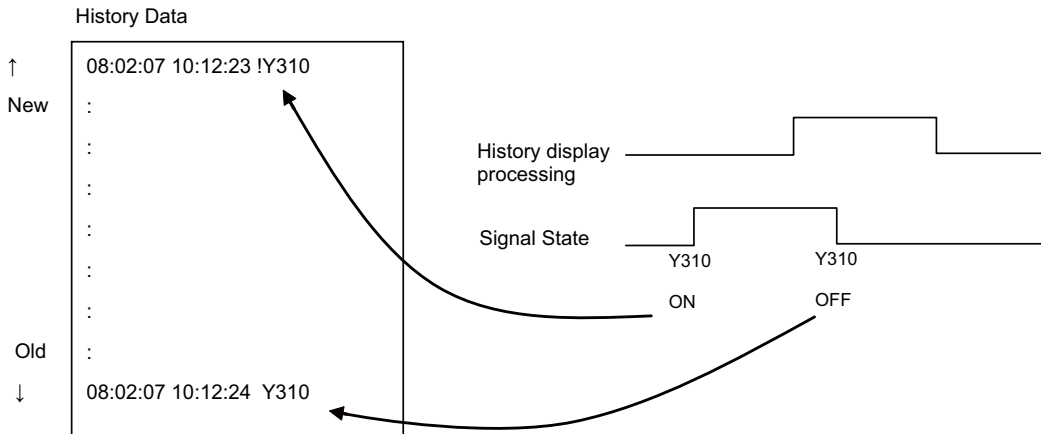 History Data
↑
08:02:07 10:12:23 !Y310
New
:
:
:
:
:
:
Old
:
↓
08:02:07 10:12:24 Y310
History display
processing
Signal State
Y310
Y310
ON
OFF